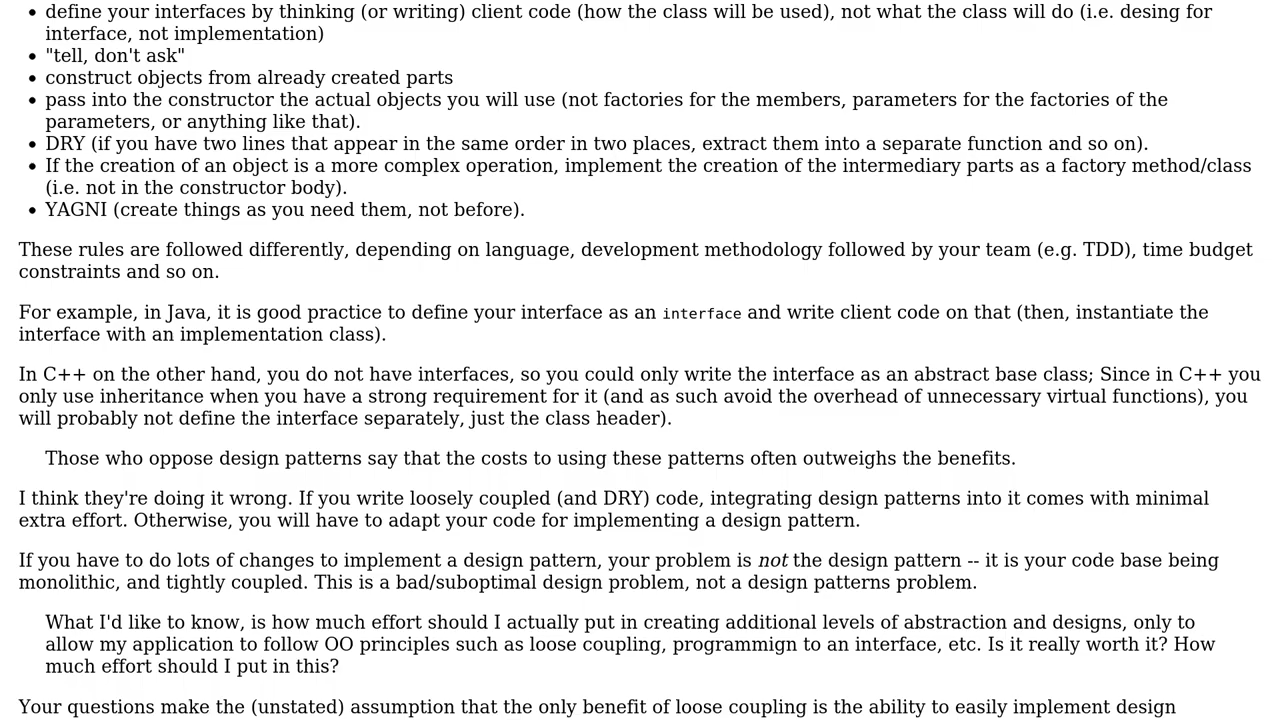 define your interfaces by thinking (or writing) client code (how the class will be used), not what the class will do (i.e. desing for
interface, not implementation)
"tell, don't ask"
construct objects from already created parts
pass into the constructor the actual objects you will use (not factories for the members, parameters for the factories of the
parameters, or anything like that).
DRY (if you have two lines that appear in the same order in two places, extract them into a separate function and so on).
If the creation of an object is a more complex operation, implement the creation of the intermediary parts as a factory method/class
(i.e. not in the constructor body).
YAGNI (create things as you need them, not before).
These rules are followed differently, depending on language, development methodology followed by your team (e.g. TDD), time budget
constraints and so on.
For example, in Java, it is good practice to define your interface as an interface and write client code on that (then, instantiate the
interface with an implementation class).
In C++ on the other hand, you do not have interfaces, so you could only write the interface as an abstract base class; Since in C++ you
only use inheritance when you have a strong requirement for it (and as such avoid the overhead of unnecessary virtual functions), you
will probably not define the interface separately, just the class header).
Those who oppose design patterns say that the costs to using these patterns often outweighs the benefits.
I think they're doing it wrong. If you write loosely coupled (and DRY) code, integrating design patterns into it comes with minimal
extra effort. Otherwise, you will have to adapt your code for implementing a design pattern.
If you have to do lots of changes to implement a design pattern, your problem is not the design pattern -- it is your code base being
monolithic, and tightly coupled. This is a bad/suboptimal design problem, not a design patterns problem.
What I'd like to know, is how much effort should I actually put in creating additional levels of abstraction and designs, only to
allow my application to follow OO principles such as loose coupling, programmign to an interface, etc. Is it really worth it? How
much effort should I put in this?
Your questions make the (unstated) assumption that the only benefit of loose coupling is the ability to easily implement design